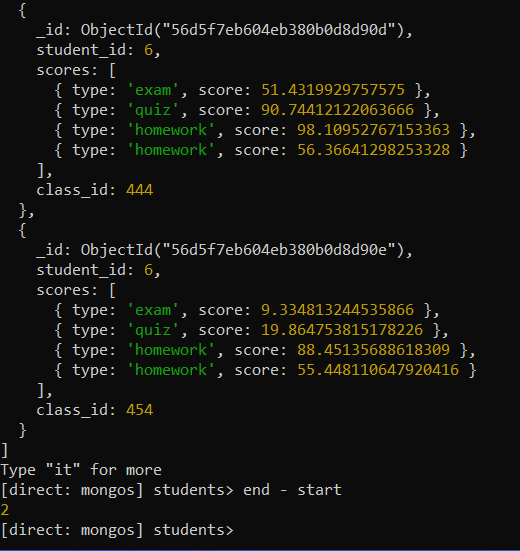 {
_id: ObjectId("56d5f7eb604eb380b0d8d90d"),
student_id: 6,
scores: [
{ type: 'exam', score: 51.4319929757575 },
{ type: 'quiz', score: 90.74412122063666 },
{ type: 'homework', score: 98.10952767153363 },
{ type: 'homework', score: 56.36641298253328 }
],
class_id: 444
},
{
_id: ObjectId("56d5f7eb604eb380b0d8d90e"),
student_id: 6,
scores: [
{ type: 'exam', score: 9.334813244535866 },
{ type: 'quiz', score: 19.864753815178226 },
{ type: 'homework', score: 88.45135688618309 },
{ type: 'homework', score: 55.448110647920416 }
],
class_id: 454
}
]
Type "it" for more
[direct: mongos] students> end - start
2
[direct: mongos] students>